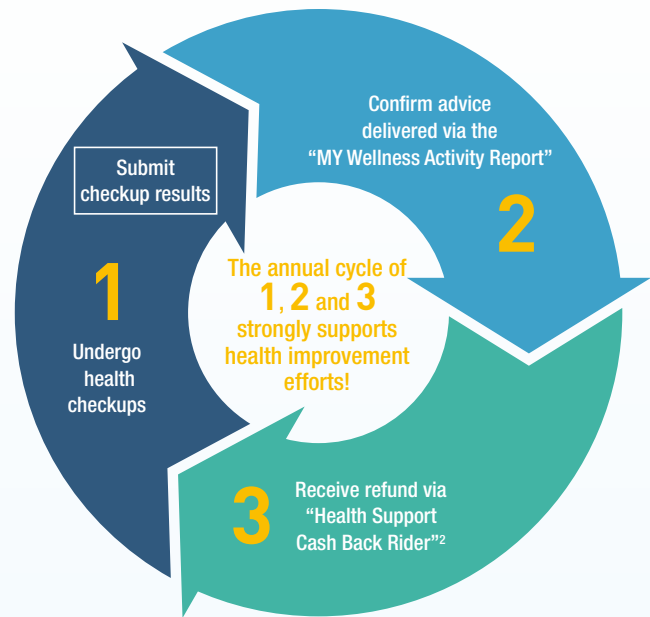 1
Undergo
health
checkups
Submit
checkup results
Confirm advice
delivered via the
“MY Wellness Activity Report”
2
3
Receive refund via
“Health Support
Cash Back Rider”²
The annual cycle of
1, 2 and 3
strongly supports
health improvement
efforts!